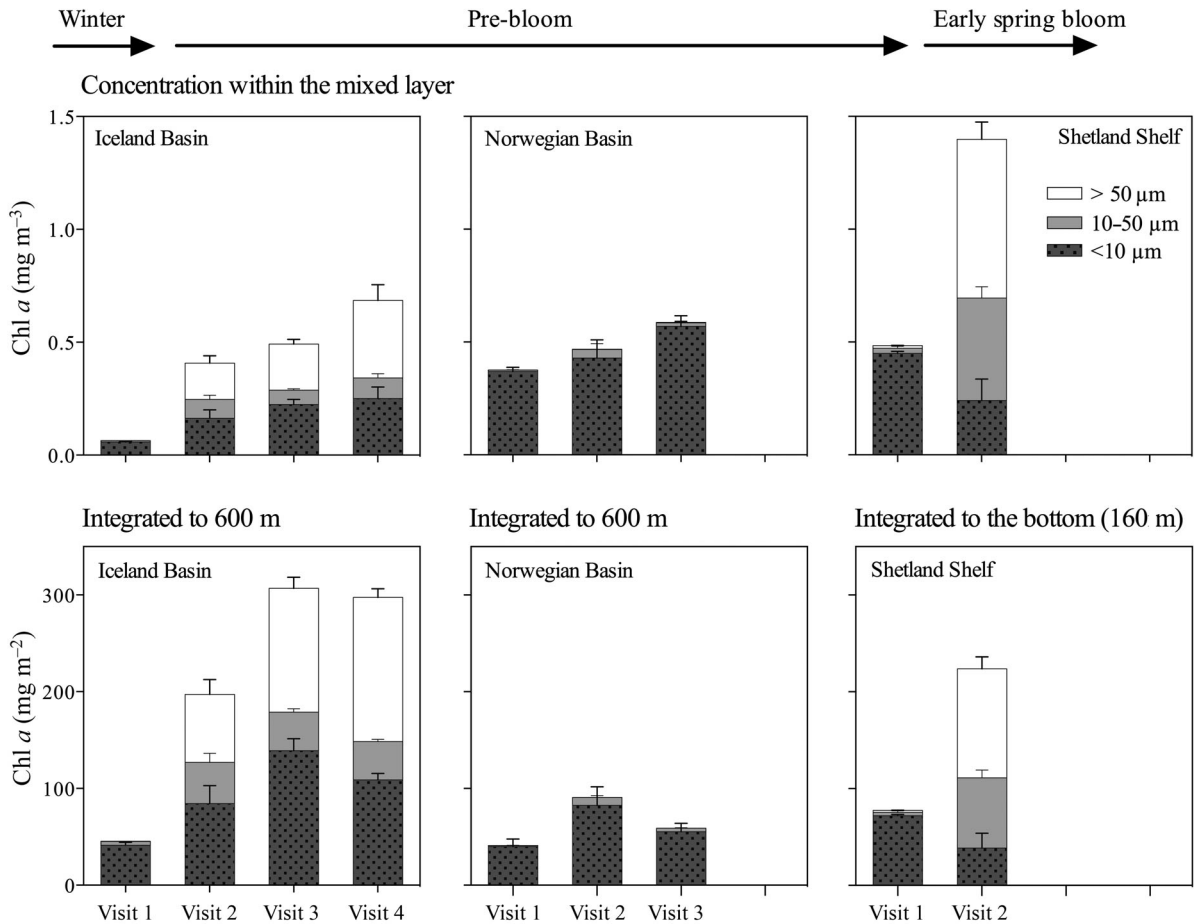 Winter Pre-bloom Early spring bloom
Concentration within the mixed layer
1.5
1.0
0.5
0.0
Chl a (mg m⁻³)
Iceland Basin
Norwegian Basin
Shetland Shelf
> 50 µm
10–50 µm
<10 µm
Integrated to 600 m
Integrated to 600 m
Integrated to the bottom (160 m)
300
200
100
0
Chl a (mg m⁻²)
Iceland Basin
Norwegian Basin
Shetland Shelf
Visit 1 Visit 2 Visit 3 Visit 4
Visit 1 Visit 2 Visit 3
Visit 1 Visit 2